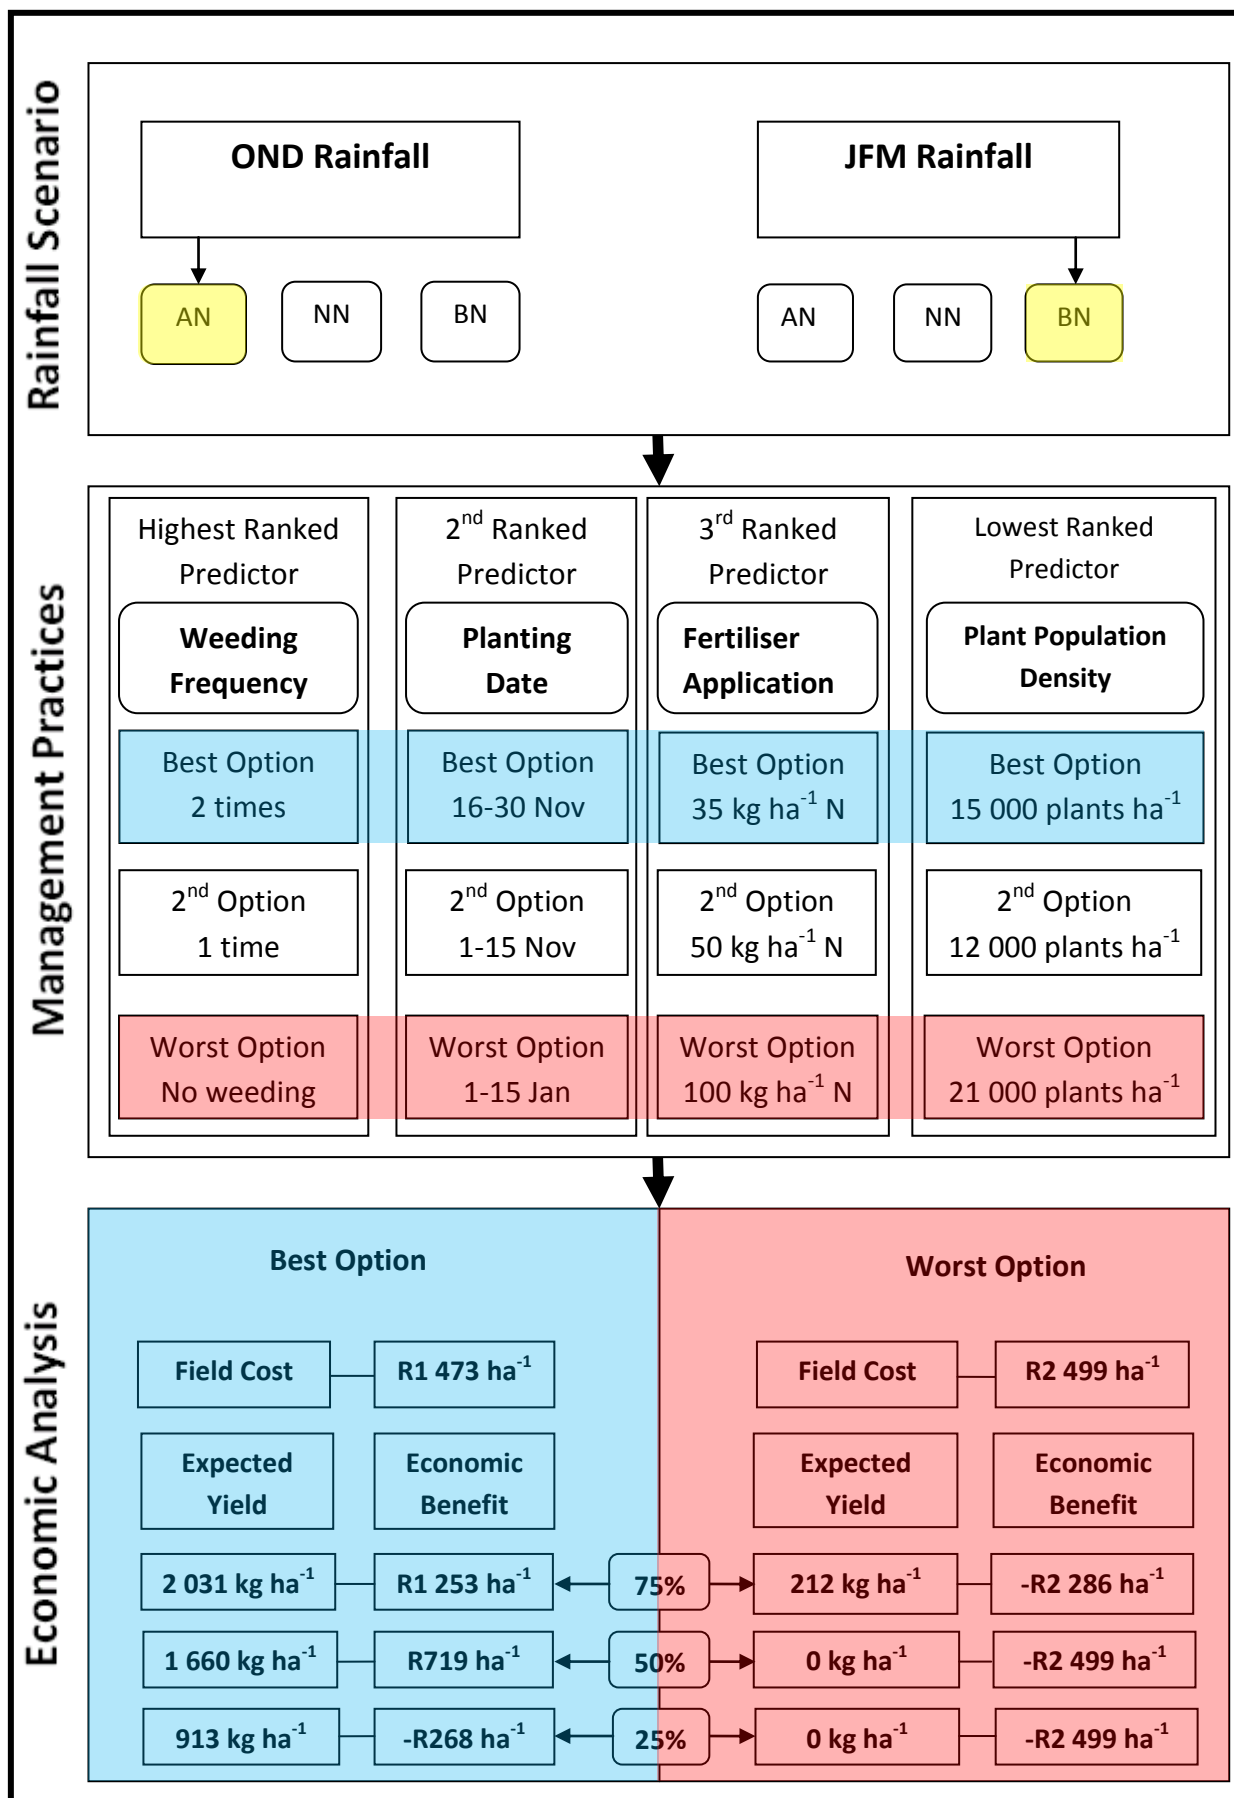 Rainfall Scenario
OND Rainfall
JFM Rainfall
AN
NN
BN
AN
NN
BN
Management Practices
Highest Ranked
Predictor
Weeding
Frequency
Best Option
2 times
2nd Option
1 time
Worst Option
No weeding
2nd Ranked
Predictor
Planting
Date
Best Option
16-30 Nov
2nd Option
1-15 Nov
Worst Option
1-15 Jan
3rd Ranked
Predictor
Fertiliser
Application
Best Option
35 kg ha-1 N
2nd Option
50 kg ha-1 N
Worst Option
100 kg ha-1 N
Lowest Ranked
Predictor
Plant Population
Density
Best Option
15 000 plants ha-1
2nd Option
12 000 plants ha-1
Worst Option
21 000 plants ha-1
Economic Analysis
Best Option
Worst Option
Field Cost
R1 473 ha-1
Field Cost
R2 499 ha-1
Expected
Yield
Economic
Benefit
Expected
Yield
Economic
Benefit
2 031 kg ha-1
R1 253 ha-1
75%
212 kg ha-1
-R2 286 ha-1
1 660 kg ha-1
R719 ha-1
50%
0 kg ha-1
-R2 499 ha-1
913 kg ha-1
-R268 ha-1
25%
0 kg ha-1
-R2 499 ha-1